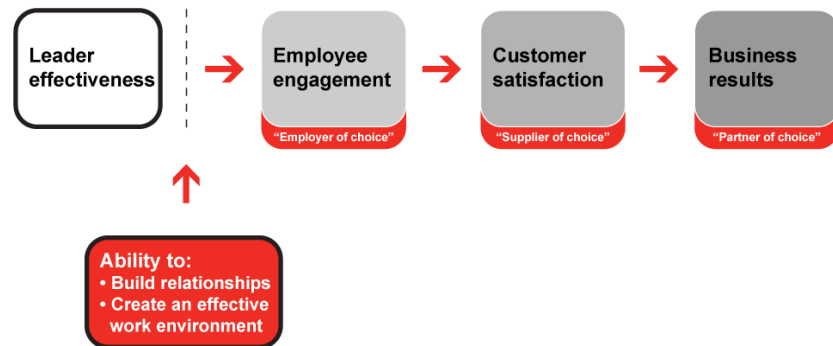 Leader
effectiveness
Employee
engagement
“Employer of choice”
Customer
satisfaction
“Supplier of choice”
Business
results
“Partner of choice”
Ability to:
• Build relationships
• Create an effective
work environment